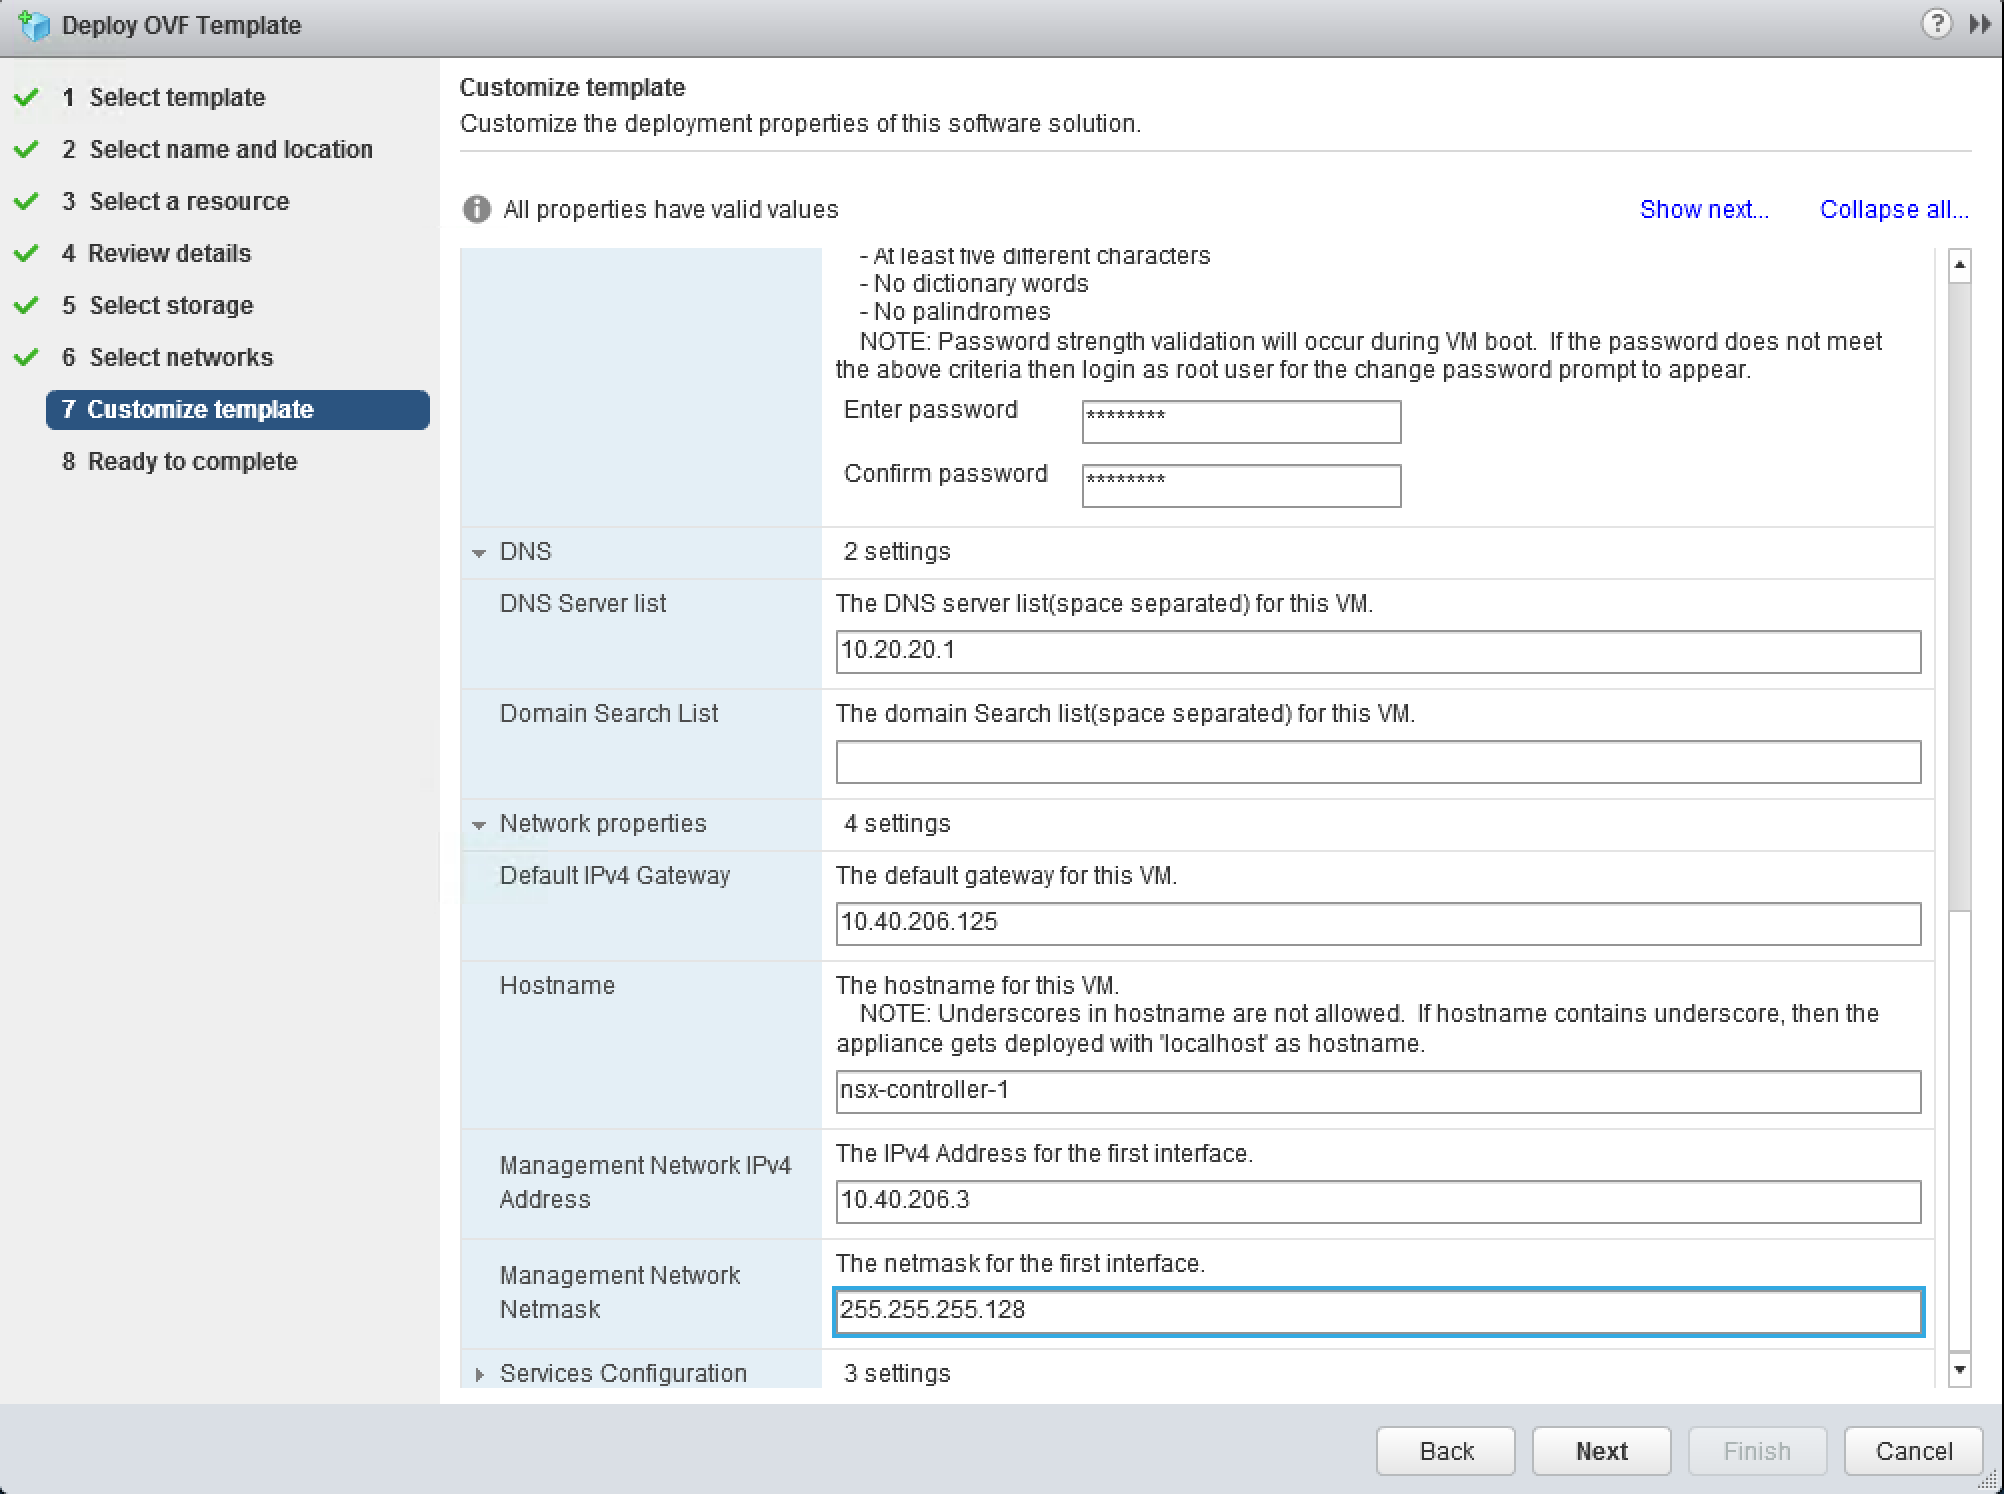 Deploy OVF Template
?
1 Select template
2 Select name and location
3 Select a resource
4 Review details
5 Select storage
6 Select networks
7 Customize template
8 Ready to complete
Customize template
Customize the deployment properties of this software solution.
All properties have valid values
Show next...
Collapse all...
- At least five different characters
- No dictionary words
- No palindromes
NOTE: Password strength validation will occur during VM boot. If the password does not meet
the above criteria then login as root user for the change password prompt to appear.
Enter password
********
Confirm password
********
DNS
2 settings
DNS Server list
The DNS server list(space separated) for this VM.
10.20.20.1
Domain Search List
The domain Search list(space separated) for this VM.
Network properties
4 settings
Default IPv4 Gateway
The default gateway for this VM.
10.40.206.125
Hostname
The hostname for this VM.
NOTE: Underscores in hostname are not allowed. If hostname contains underscore, then the
appliance gets deployed with 'localhost' as hostname.
nsx-controller-1
Management Network IPv4
Address
The IPv4 Address for the first interface.
10.40.206.3
Management Network
Netmask
The netmask for the first interface.
255.255.255.128
Services Configuration
3 settings
Back
Next
Finish
Cancel